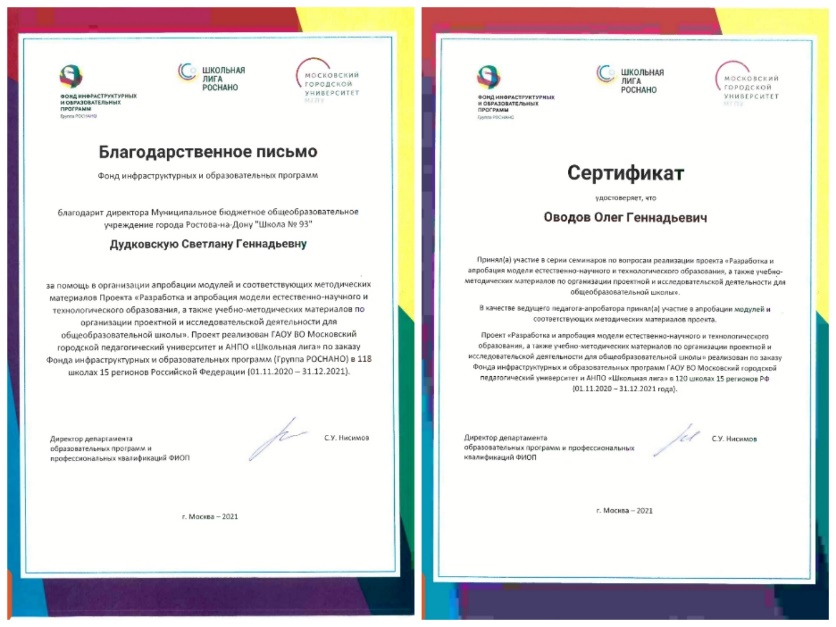 ФОНД ИНФРАСТРУКТУРНЫХ
И ОБРАЗОВАТЕЛЬНЫХ
ПРОГРАММ
Группа РОСНАНО
ШКОЛЬНАЯ
ЛИГА
РОСНАНО
МОСКОВСКИЙ
ГОРОДСКОЙ
УНИВЕРСИТЕТ
МГПУ
Благодарственное письмо
Фонд инфраструктурных и образовательных программ
благодарит директора Муниципальное бюджетное общеобразовательное
учреждение города Ростова-на-Дону "Школа № 93"
Дудковскую Светлану Геннадьевну
за помощь в организации апробации модулей и соответствующих методических
материалов Проекта «Разработка и апробация модели естественно-научного и
технологического образования, а также учебно-методических материалов по
организации проектной и исследовательской деятельности для
общеобразовательной школы». Проект реализован ГАОУ ВО Московский
городской педагогический университет и АНПО «Школьная лига» по заказу
Фонда инфраструктурных и образовательных программ (Группа РОСНАНО) в 118
школах 15 регионов Российской Федерации (01.11.2020 – 31.12.2021).
Директор департамента
образовательных программ и
профессиональных квалификаций ФИОП
С.У. Нисимов
г. Москва – 2021
ФОНД ИНФРАСТРУКТУРНЫХ
И ОБРАЗОВАТЕЛЬНЫХ
ПРОГРАММ
Группа РОСНАНО
ШКОЛЬНАЯ
ЛИГА
РОСНАНО
МОСКОВСКИЙ
ГОРОДСКОЙ
УНИВЕРСИТЕТ
МГПУ
Сертификат
удостоверяет, что
Оводов Олег Геннадьевич
Принял(а) участие в серии семинаров по вопросам реализации проекта «Разработка и
апробация модели естественно-научного и технологического образования, а также учебно-
методических материалов по организации проектной и исследовательской деятельности для
общеобразовательной школы».
В качестве ведущего педагога-апробатора принял(а) участие в апробации модулей и
соответствующих методических материалов проекта.
Проект «Разработка и апробация модели естественно-научного и технологического
образования, а также учебно-методических материалов по организации проектной и
исследовательской деятельности для общеобразовательной школы» реализован по заказу
Фонда инфраструктурных и образовательных программ ГАОУ ВО Московский городской
педагогический университет и АНПО «Школьная лига» в 120 школах 15 регионов РФ
(01.11.2020 – 31.12.2021 года).
Директор департамента
образовательных программ и профессиональных
квалификаций ФИОП
С.У. Нисимов
г. Москва – 2021